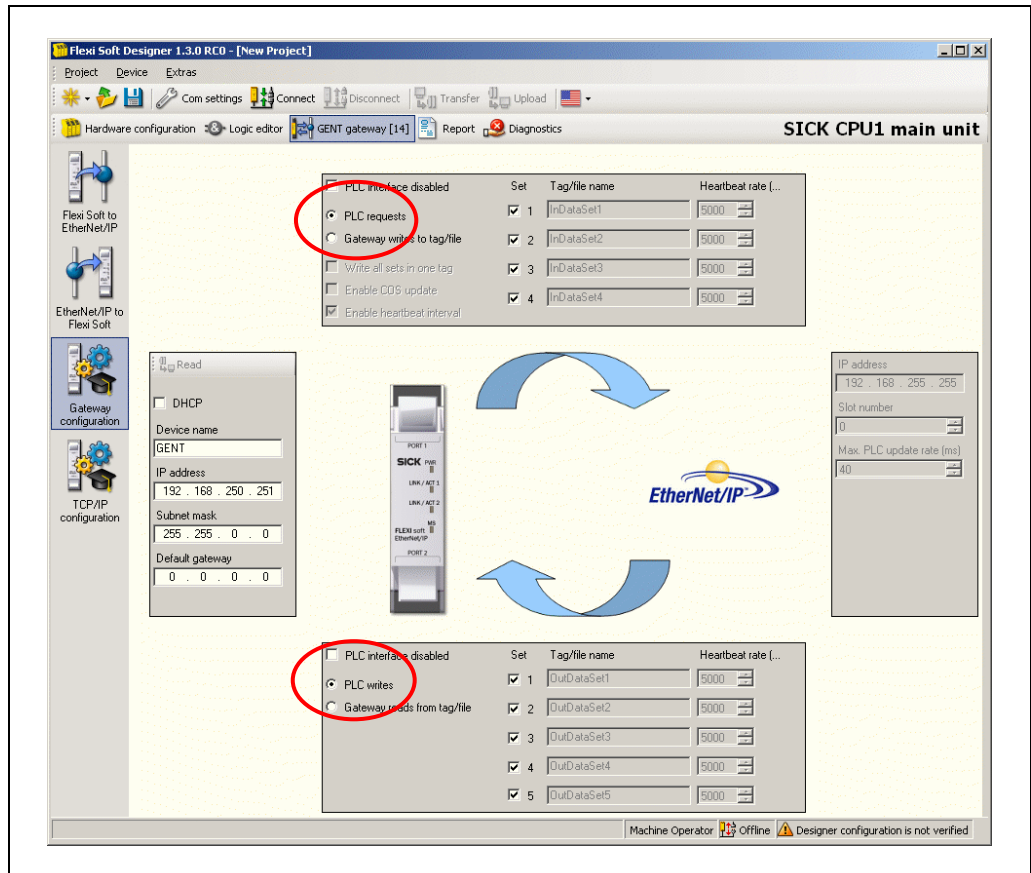 Flexi Soft Designer 1.3.0 RC0 - [New Project]
Project Device Extras
Com settings Connect Disconnect Transfer Upload
Hardware configuration Logic editor GENT gateway [14] Report Diagnostics SICK CPU1 main unit
Flexi Soft to
EtherNet/IP
EtherNet/IP to
Flexi Soft
Gateway
configuration
TCP/IP
configuration
PLC interface disabled Set Tag/file name Heartbeat rate (...
PLC requests 1 InDataSet1 5000
Gateway writes to tag/file 2 InDataSet2 5000
Write all sets in one tag 3 InDataSet3 5000
Enable COS update 4 InDataSet4 5000
Enable heartbeat interval
Read
DHCP
Device name
GENT
IP address
192 . 168 . 250 . 251
Subnet mask
255 . 255 . 0 . 0
Default gateway
0 . 0 . 0 . 0
PORT 1
SICK PWR
LINK / ACT 1
LINK / ACT 2
MS
FLEXI soft
EtherNet/IP
PORT 2
EtherNet/IP
IP address
192 . 168 . 255 . 255
Slot number
0
Max. PLC update rate (ms)
40
PLC interface disabled Set Tag/file name Heartbeat rate (...
PLC writes 1 OutDataSet1 5000
Gateway reads from tag/file 2 OutDataSet2 5000
3 OutDataSet3 5000
4 OutDataSet4 5000
5 OutDataSet5 5000
Machine Operator Offline Designer configuration is not verified